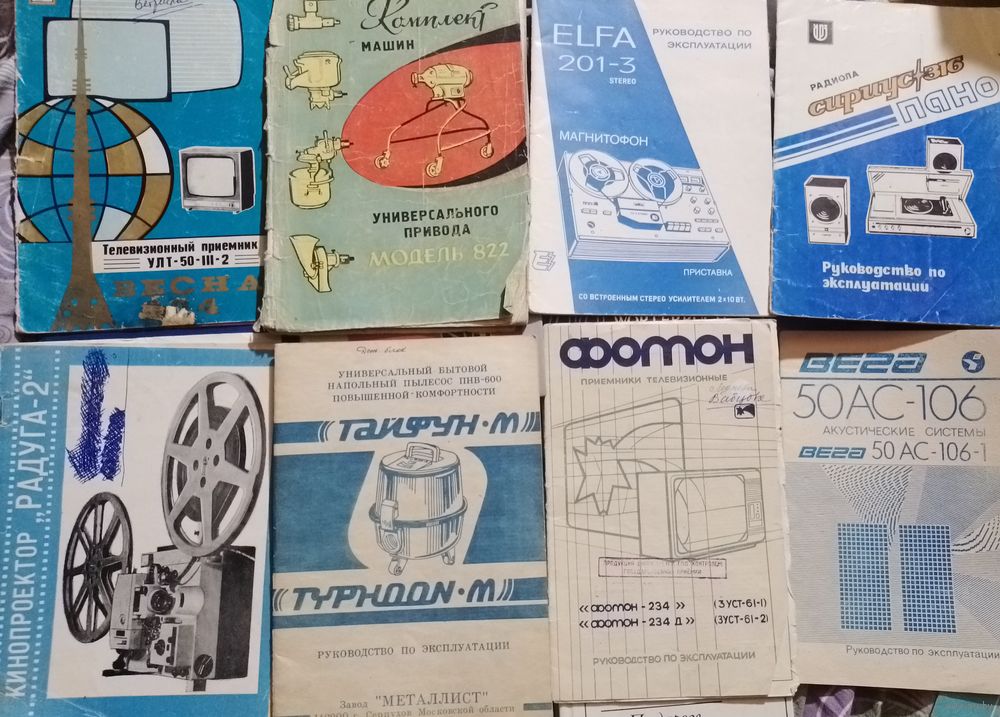 Телевизионный приемник
УЛТ-50-III-2
ВЕСНА
4
Комплект
МАШИН
УНИВЕРСАЛЬНОГО
ПРИВОДА
МОДЕЛЬ 822
ELFA
201-3
STEREO
РУКОВОДСТВО ПО
ЭКСПЛУАТАЦИИ
МАГНИТОФОН
ПРИСТАВКА
СО ВСТРОЕННЫМ СТЕРЕО УСИЛИТЕЛЕМ 2×10 ВТ.
РАДИОЛА
сириус/316
пано
Руководство по
эксплуатации
КИНОПРОЕКТОР „РАДУГА-2"
УНИВЕРСАЛЬНЫЙ БЫТОВОЙ
НАПОЛЬНЫЙ ПЫЛЕСОС ПНВ-600
ПОВЫШЕННОЙ-КОМФОРТНОСТИ
ТАЙФУН·М
TYPHOON·M
РУКОВОДСТВО ПО ЭКСПЛУАТАЦИИ
Завод "МЕТАЛЛИСТ"
г. Серпухов Московской области
ФОТОН
ПРИЕМНИКИ ТЕЛЕВИЗИОННЫЕ
«ФОТОН-234» (3УСТ-61-1)
«ФОТОН-234 Д» (3УСТ-61-2)
РУКОВОДСТВО ПО ЭКСПЛУАТАЦИИ
ВЕГА
50АС-106
АКУСТИЧЕСКИЕ СИСТЕМЫ
ВЕГА 50 АС-106-1
Руководство по эксплуатации